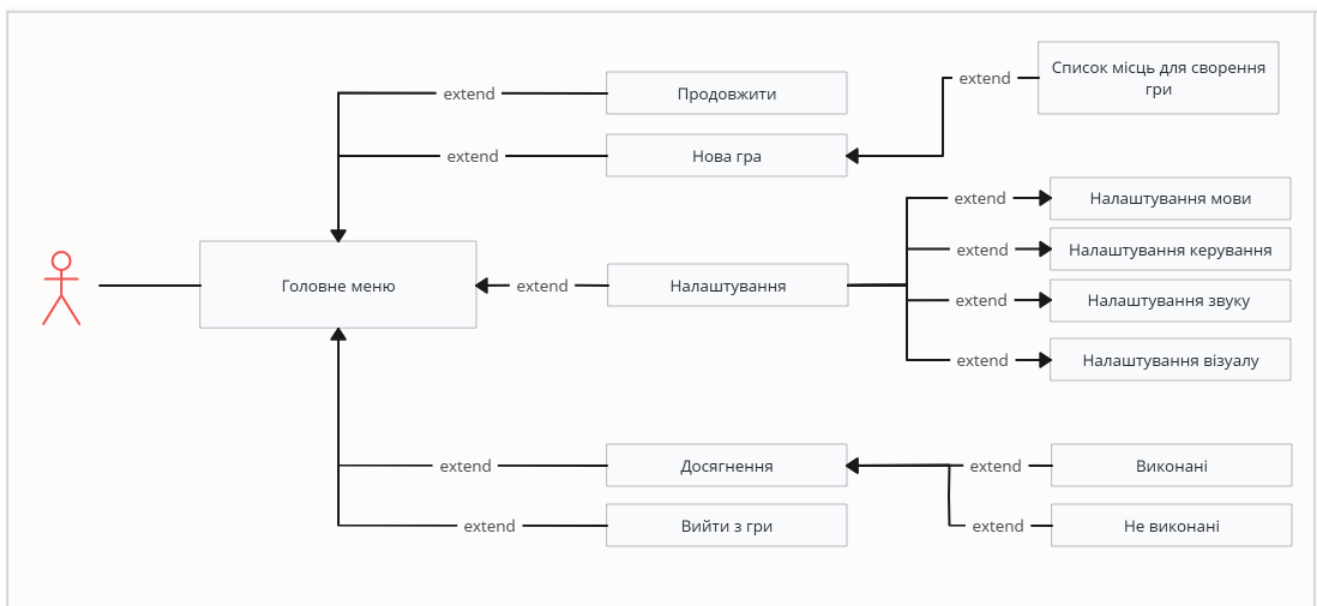 extend
Продовжити
extend
Нова гра
extend
Список місць для сворення
гри
Головне меню
extend
Налаштування
extend
Налаштування мови
extend
Налаштування керування
extend
Налаштування звуку
extend
Налаштування візуалу
extend
Досягнення
extend
Виконані
extend
Вийти з гри
extend
Не виконані